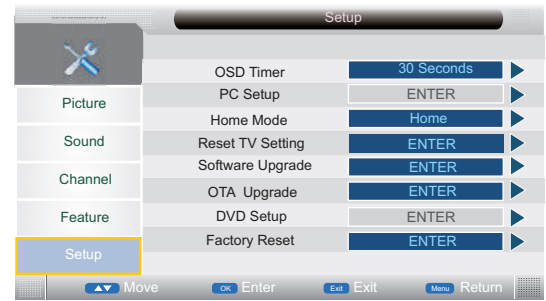 Setup
OSD Timer 30 Seconds
PC Setup ENTER
Picture
Home Mode Home
Sound
Reset TV Setting ENTER
Software Upgrade ENTER
Channel
OTA Upgrade ENTER
Feature
DVD Setup ENTER
Factory Reset ENTER
Setup
Move OK Enter Exit Exit Menu Return